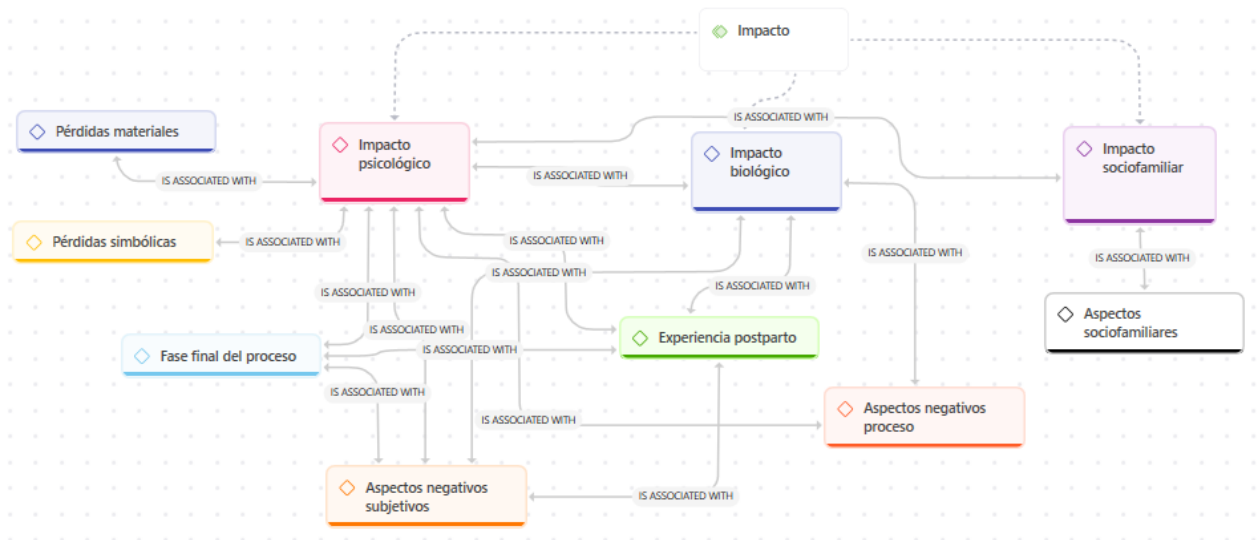 Impacto
IS ASSOCIATED WITH
Pérdidas materiales
Impacto
psicológico
Impacto
biológico
Impacto
sociofamiliar
IS ASSOCIATED WITH
IS ASSOCIATED WITH
Pérdidas simbólicas
IS ASSOCIATED WITH
IS ASSOCIATED WITH
IS ASSOCIATED WITH
IS ASSOCIATED WITH
IS ASSOCIATED WITH
IS ASSOCIATED WITH
IS ASSOCIATED WITH
Aspectos
sociofamiliares
IS ASSOCIATED WITH
Experiencia postparto
IS ASSOCIATED WITH
Fase final del proceso
IS ASSOCIATED WITH
Aspectos negativos
proceso
IS ASSOCIATED WITH
Aspectos negativos
subjetivos
IS ASSOCIATED WITH